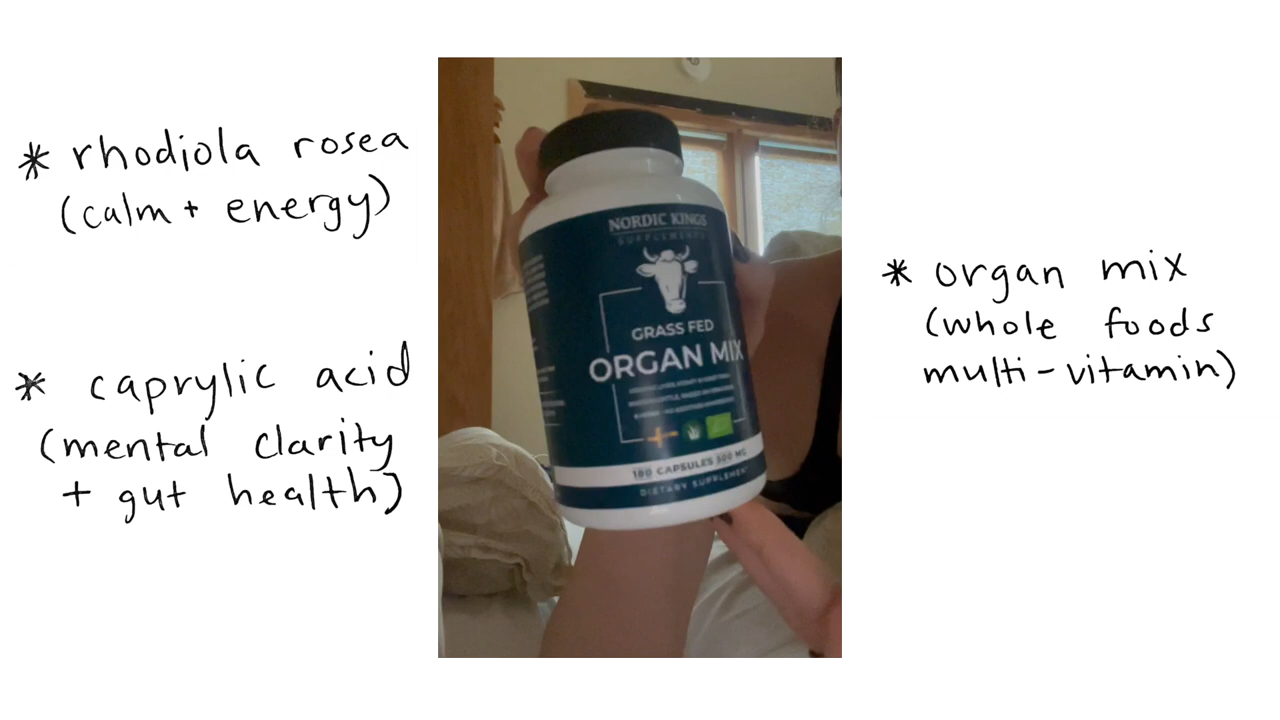 * rhodiola rosea
(calm + energy)
* caprylic acid
(mental clarity
+ gut health)
NORDIC KINGS
SUPPLEMENTS
GRASS FED
ORGAN MIX
180 CAPSULES 500 MG
DIETARY SUPPLEMENT
* organ mix
(whole foods
multi-vitamin)